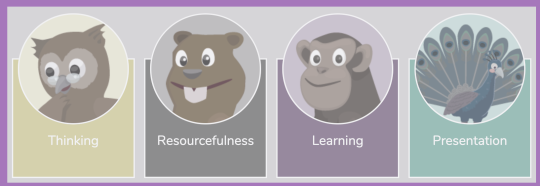 Thinking
Resourcefulness
Learning
Presentation